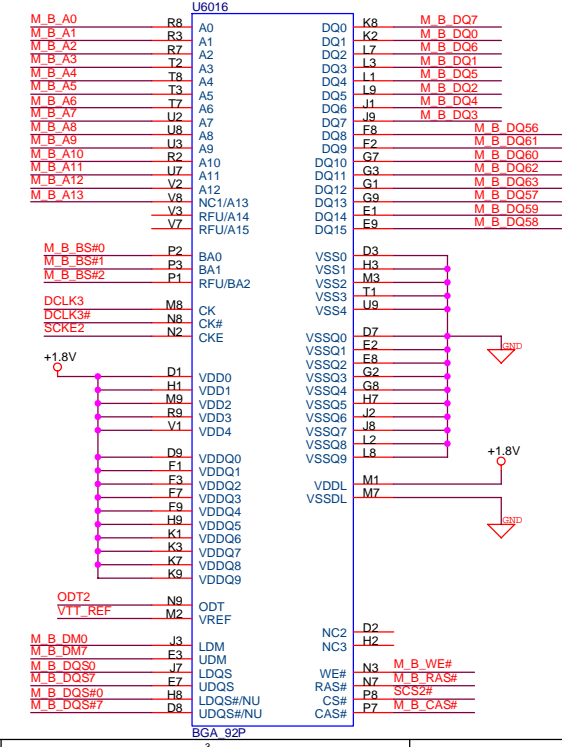 U6016
M_B_A0 R8 A0 DQ0 K8 M_B_DQ7
M_B_A1 R3 A1 DQ1 K2 M_B_DQ0
M_B_A2 R7 A2 DQ2 L7 M_B_DQ6
M_B_A3 T2 A3 DQ3 L3 M_B_DQ1
M_B_A4 T8 A4 DQ4 L1 M_B_DQ5
M_B_A5 T3 A5 DQ5 L9 M_B_DQ2
M_B_A6 T7 A6 DQ6 J1 M_B_DQ4
M_B_A7 U2 A7 DQ7 J9 M_B_DQ3
M_B_A8 U8 A8 DQ8 F8 M_B_DQ56
M_B_A9 U3 A9 DQ9 F2 M_B_DQ61
M_B_A10 R2 A10 DQ10 G7 M_B_DQ60
M_B_A11 U7 A11 DQ11 G3 M_B_DQ62
M_B_A12 V2 A12 DQ12 G1 M_B_DQ63
M_B_A13 V8 NC1/A13 DQ13 G9 M_B_DQ57
V3 RFU/A14 DQ14 E1 M_B_DQ59
V7 RFU/A15 DQ15 E9 M_B_DQ58
M_B_BS#0 P2 BA0 VSS0 D3
M_B_BS#1 P3 BA1 VSS1 H3
M_B_BS#2 P1 RFU/BA2 VSS2 M3
VSS3 T1
DCLK3 M8 CK VSS4 U9
DCLK3# N8 CK#
SCKE2 N2 CKE VSSQ0 D7
GND
VSSQ1 E2
+1.8V VSSQ2 E8
D1 VDD0 VSSQ3 G2
H1 VDD1 VSSQ4 G8
M9 VDD2 VSSQ5 H7
R9 VDD3 VSSQ6 J2
V1 VDD4 VSSQ7 J8
VSSQ8 L2
D9 VDDQ0 VSSQ9 L8
+1.8V
F1 VDDQ1
F3 VDDQ2 VDDL M1
F7 VDDQ3 VSSDL M7
F9 VDDQ4
H9 VDDQ5
GND
K1 VDDQ6
K3 VDDQ7
K7 VDDQ8
K9 VDDQ9
ODT2 N9 ODT
VTT_REF M2 VREF
NC2 D2
M_B_DM0 J3 LDM NC3 H2
M_B_DM7 E3 UDM
M_B_DQS0 J7 LDQS WE# N3 M_B_WE#
M_B_DQS7 E7 UDQS RAS# N7 M_B_RAS#
M_B_DQS#0 H8 LDQS#/NU CS# P8 SCS2#
M_B_DQS#7 D8 UDQS#/NU CAS# P7 M_B_CAS#
BGA_92P